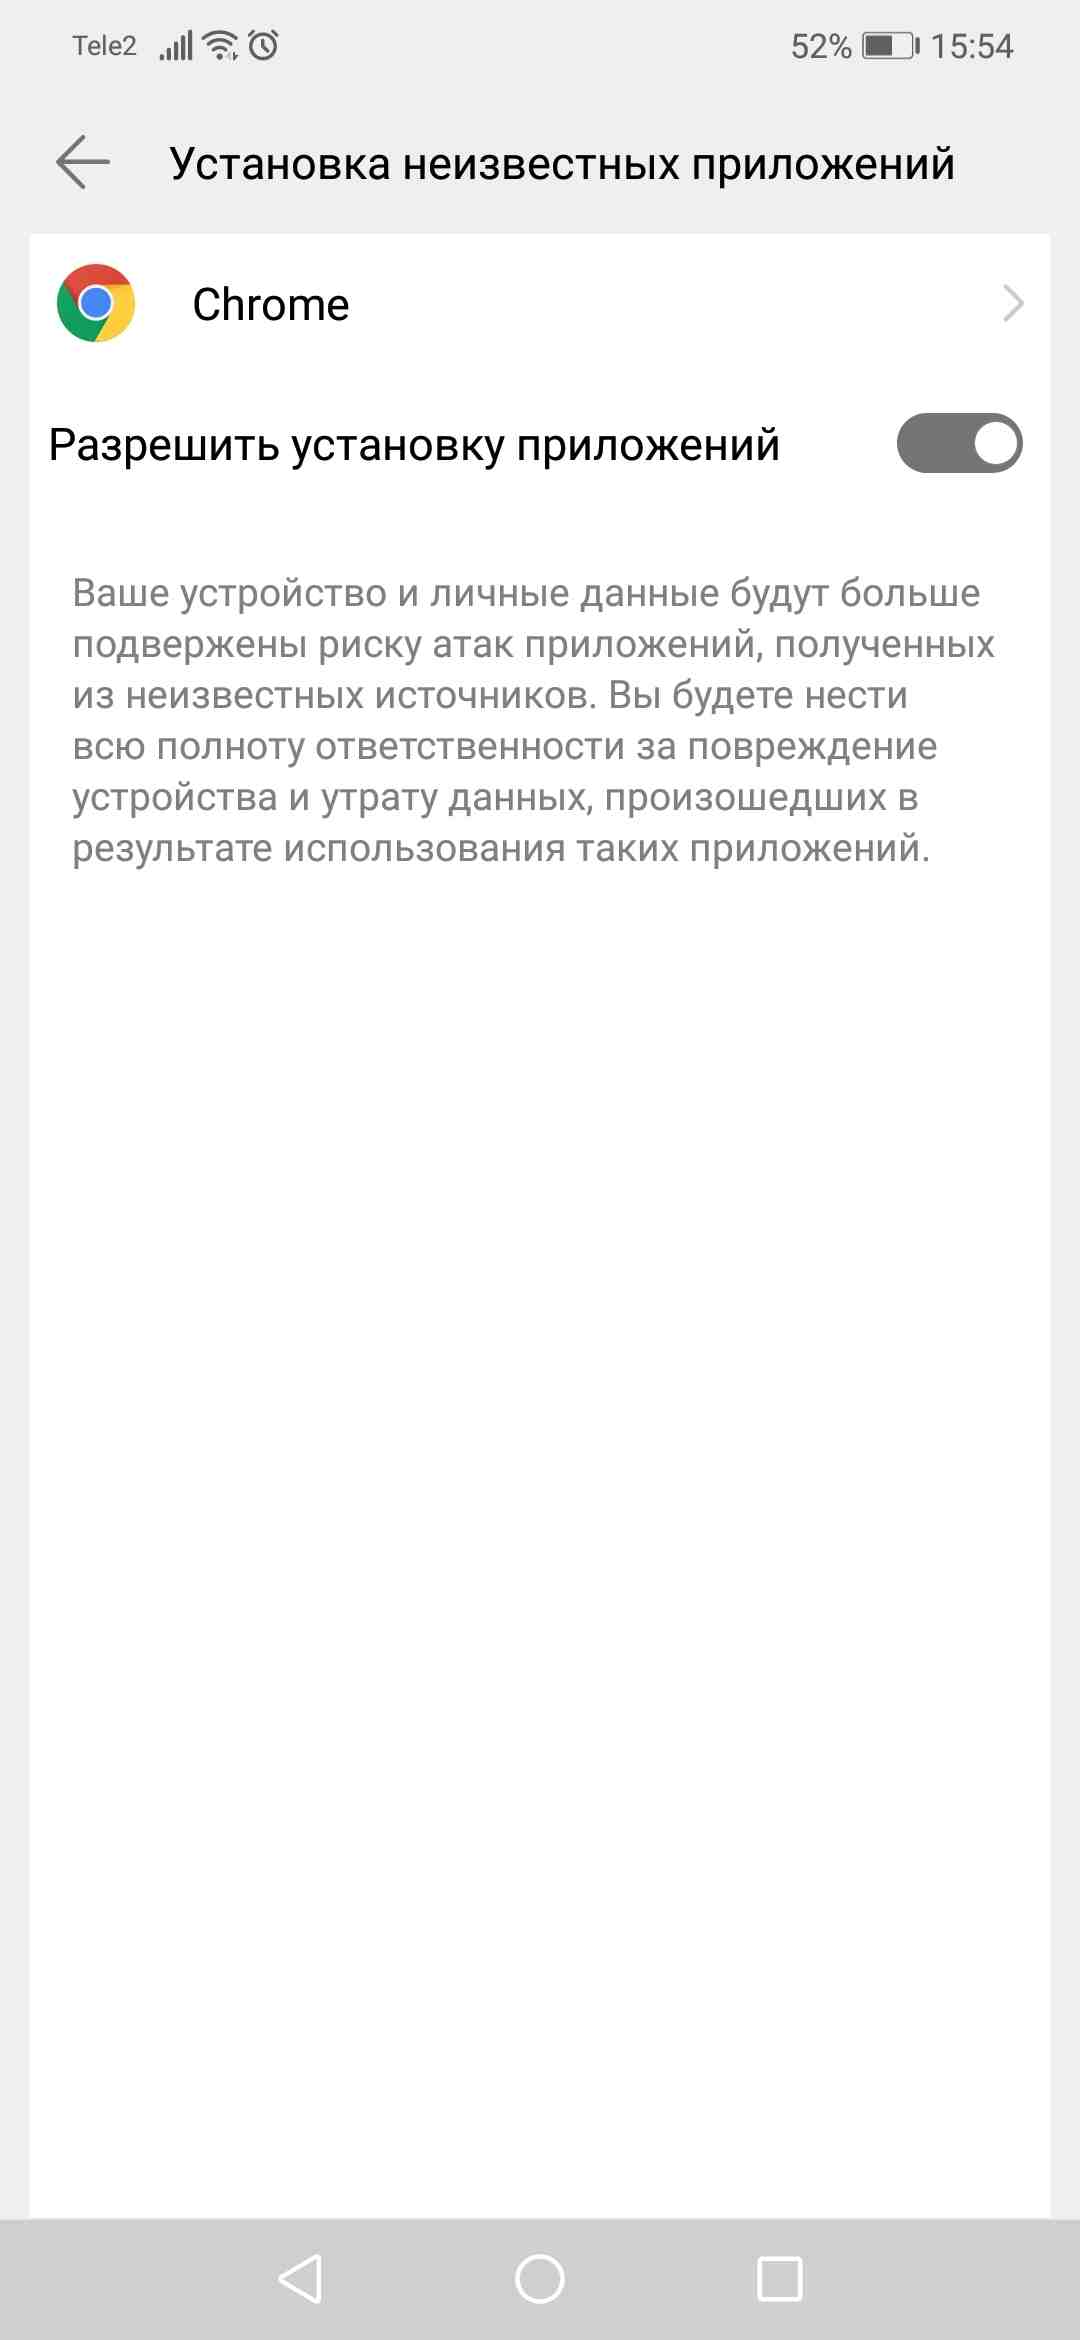 Tele2 52% 15:54
Установка неизвестных приложений
Chrome
Разрешить установку приложений
Ваше устройство и личные данные будут больше
подвержены риску атак приложений, полученных
из неизвестных источников. Вы будете нести
всю полноту ответственности за повреждение
устройства и утрату данных, произошедших в
результате использования таких приложений.